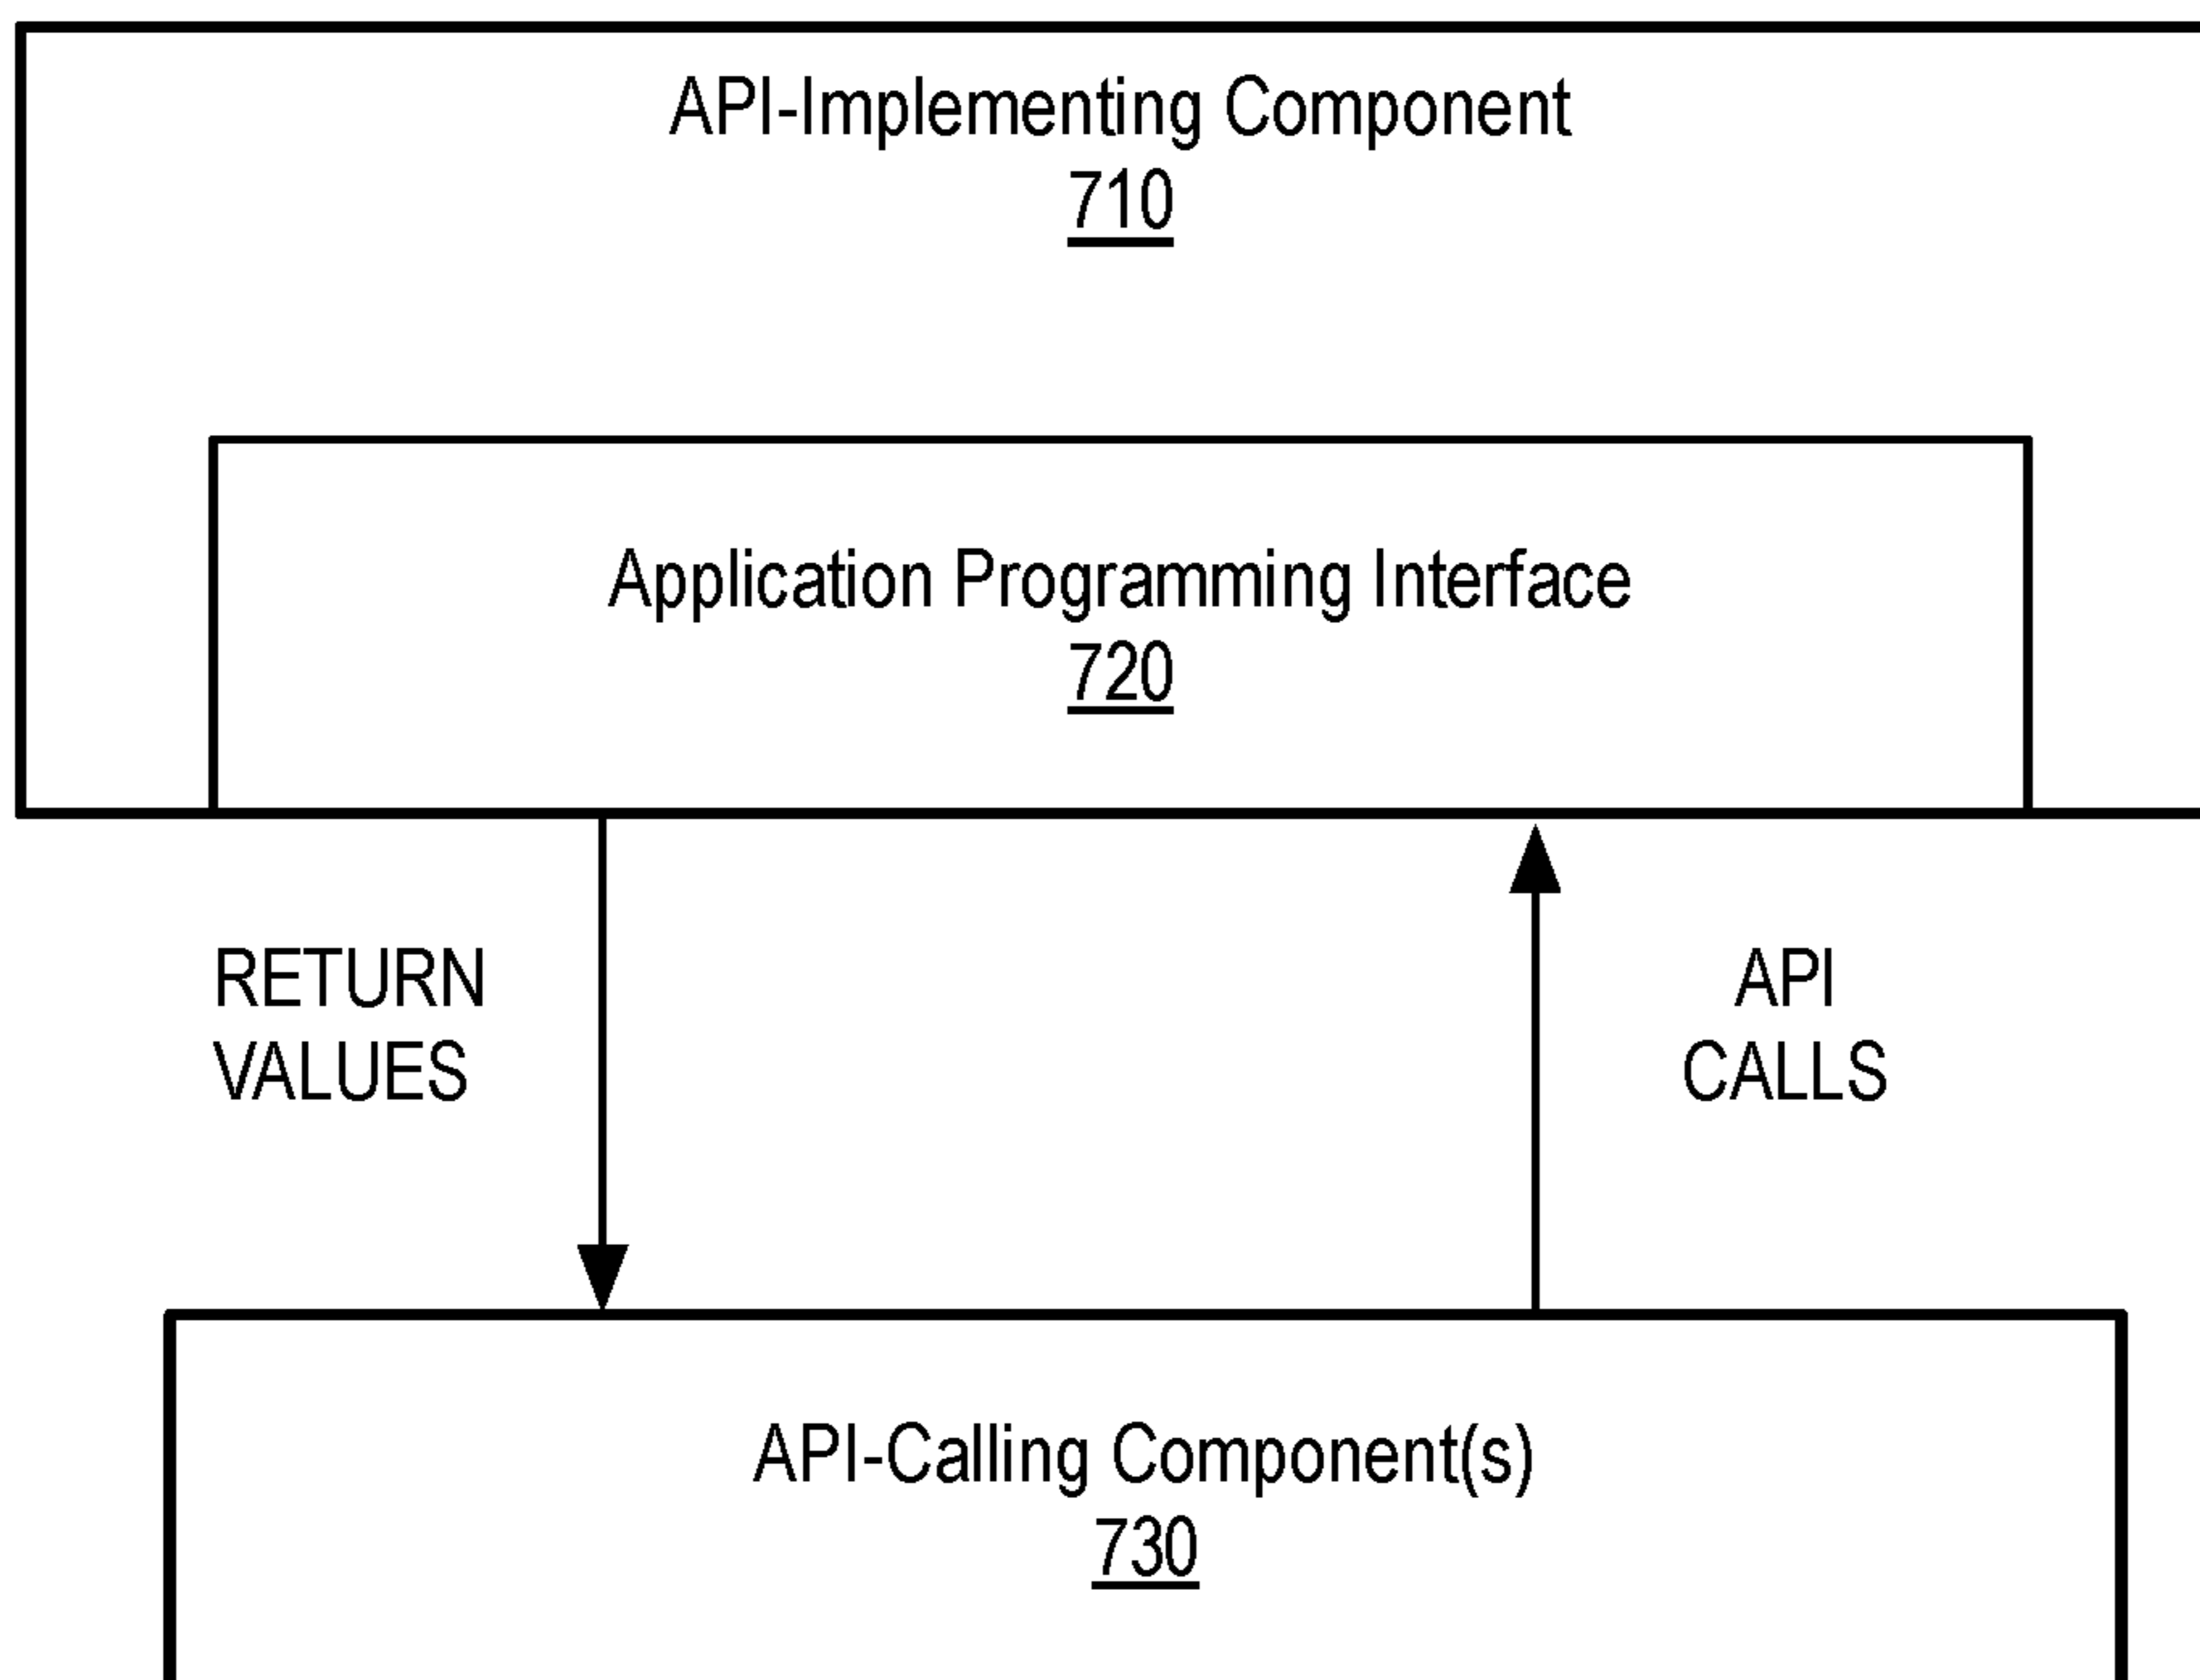 API-Implementing Component
710
Application Programming Interface
720
RETURN
VALUES
API
CALLS
API-Calling Component(s)
730